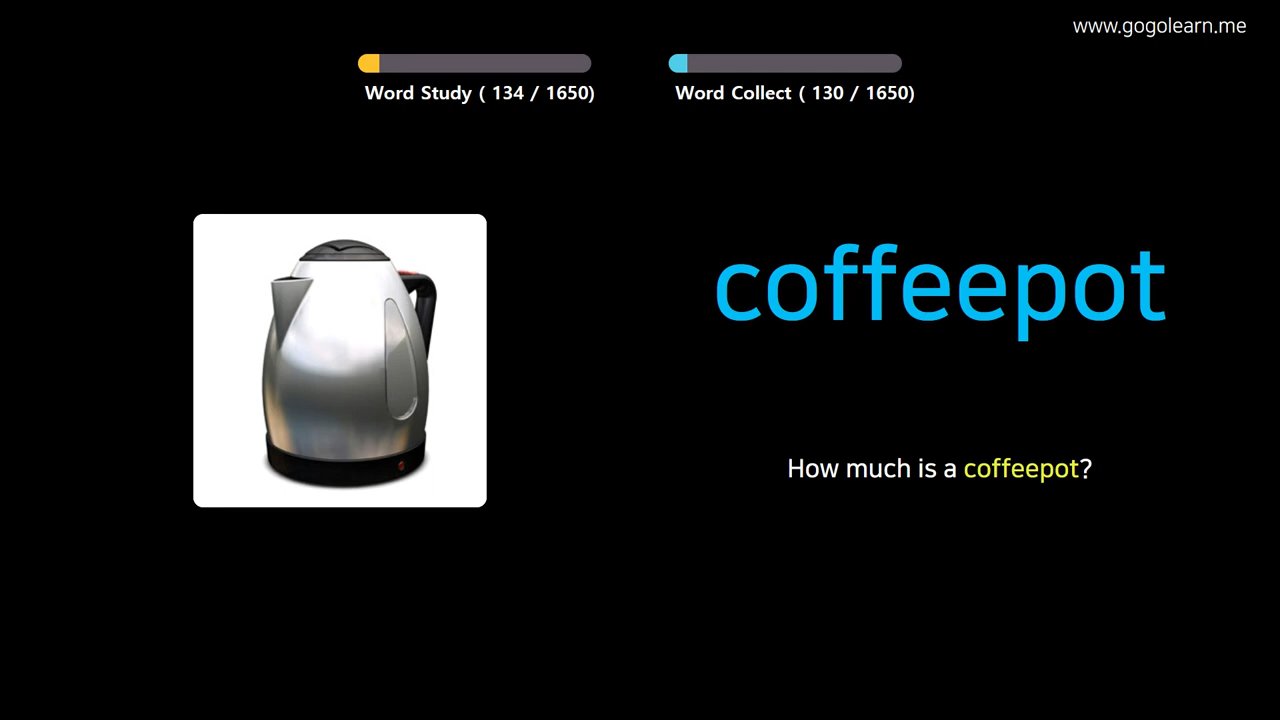 www.gogolearn.me
Word Study ( 134 / 1650)
Word Collect ( 130 / 1650)
coffeepot
How much is a coffeepot?